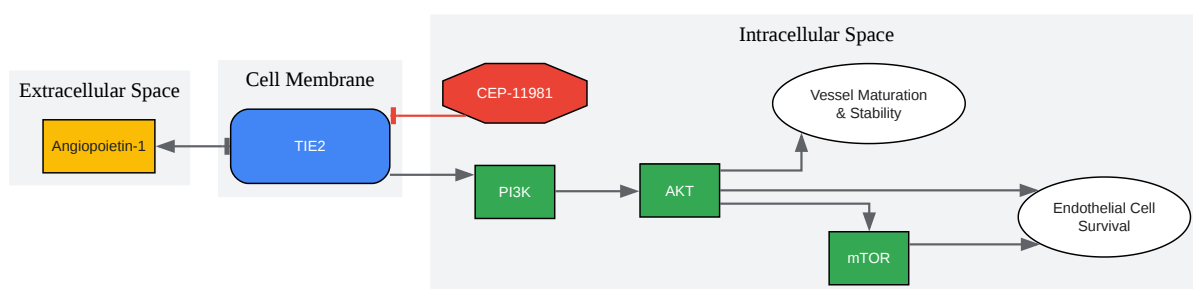 Extracellular Space
Angiopoietin-1
Cell Membrane
TIE2
Intracellular Space
CEP-11981
Vessel Maturation
& Stability
PI3K
AKT
Endothelial Cell
Survival
mTOR